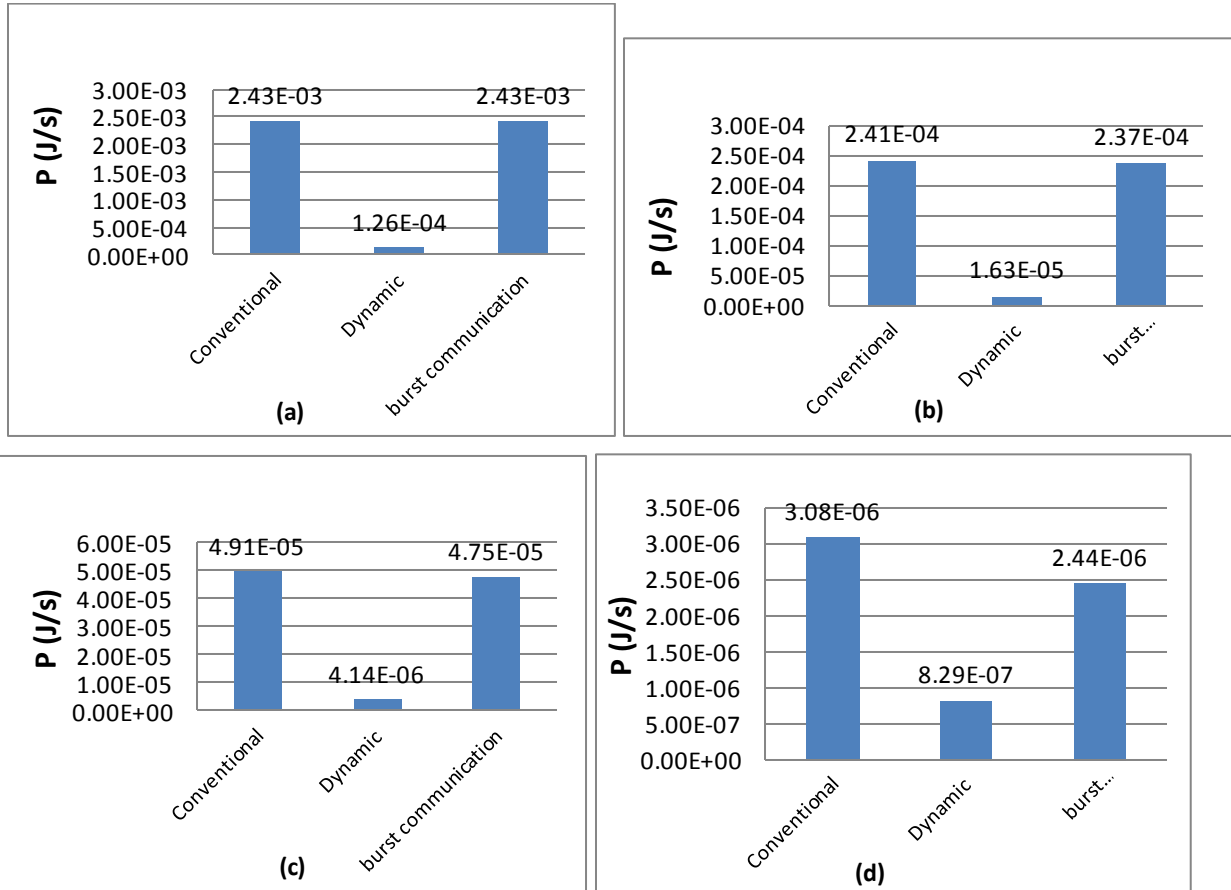 3.00E-03
2.50E-03
2.00E-03
1.50E-03
1.00E-03
5.00E-04
0.00E+00
P (J/s)
2.43E-03
1.26E-04
2.43E-03
Conventional
Dynamic
burst communication
(a)
3.00E-04
2.50E-04
2.00E-04
1.50E-04
1.00E-04
5.00E-05
0.00E+00
P (J/s)
2.41E-04
1.63E-05
2.37E-04
Conventional
Dynamic
burst...
(b)
6.00E-05
5.00E-05
4.00E-05
3.00E-05
2.00E-05
1.00E-05
0.00E+00
P (J/s)
4.91E-05
4.14E-06
4.75E-05
Conventional
Dynamic
burst communication
(c)
3.50E-06
3.00E-06
2.50E-06
2.00E-06
1.50E-06
1.00E-06
5.00E-07
0.00E+00
P (J/s)
3.08E-06
8.29E-07
2.44E-06
Conventional
Dynamic
burst...
(d)